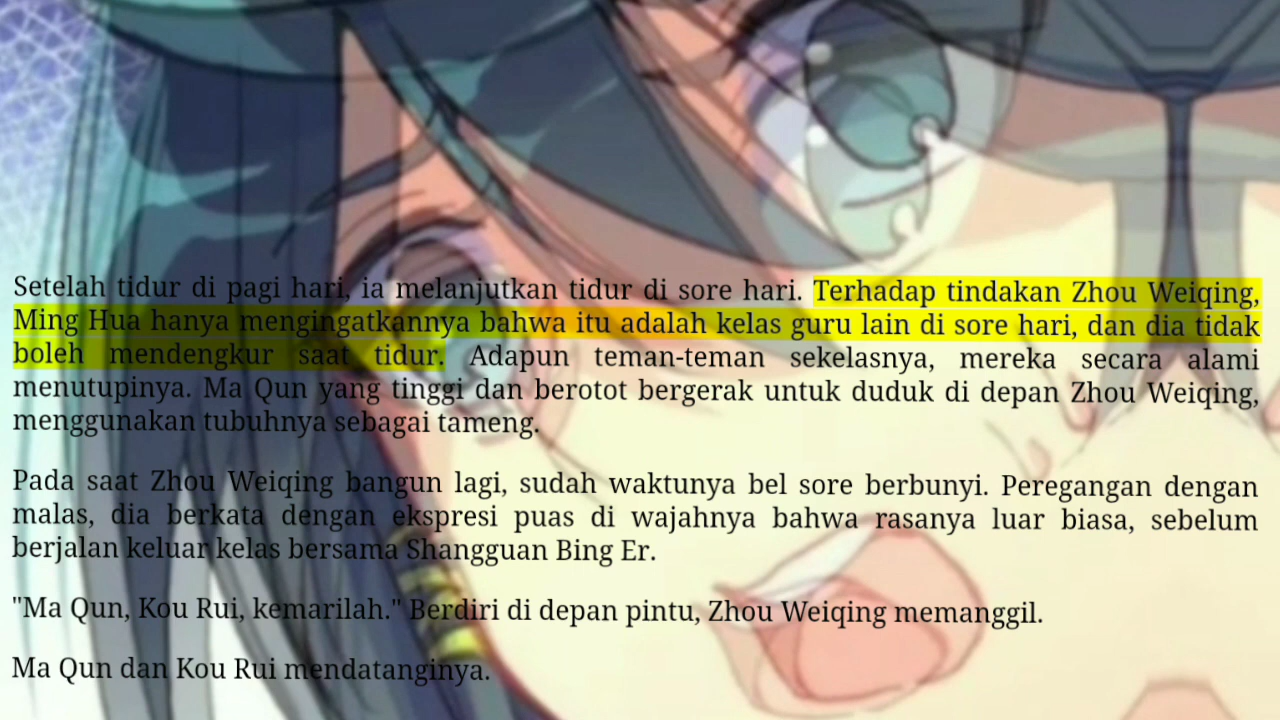 Setelah tidur di pagi hari, ia melanjutkan tidur di sore hari. Terhadap tindakan Zhou Weiqing,
Ming Hua hanya mengingatkannya bahwa itu adalah kelas guru lain di sore hari, dan dia tidak
boleh mendengkur saat tidur. Adapun teman-teman sekelasnya, mereka secara alami
menutupinya. Ma Qun yang tinggi dan berotot bergerak untuk duduk di depan Zhou Weiqing,
menggunakan tubuhnya sebagai tameng.
Pada saat Zhou Weiqing bangun lagi, sudah waktunya bel sore berbunyi. Peregangan dengan
malas, dia berkata dengan ekspresi puas di wajahnya bahwa rasanya luar biasa, sebelum
berjalan keluar kelas bersama Shangguan Bing Er.
"Ma Qun, Kou Rui, kemarilah." Berdiri di depan pintu, Zhou Weiqing memanggil.
Ma Qun dan Kou Rui mendatanginya.